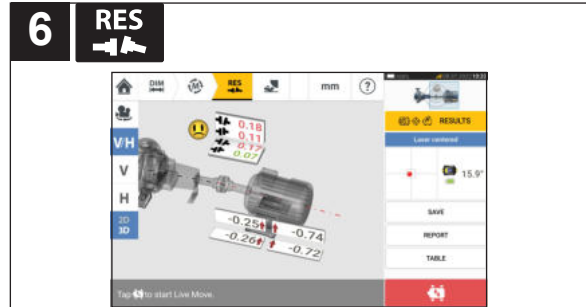 6 RES
DIM M RES mm ?
RESULTS
V/H
0.18
0.11
0.17
0.07
Laser centered
V
15.9°
H
2D
3D
-0.25 -0.74
-0.26 -0.72
SAVE
REPORT
TABLE
Tap to start Live Move.